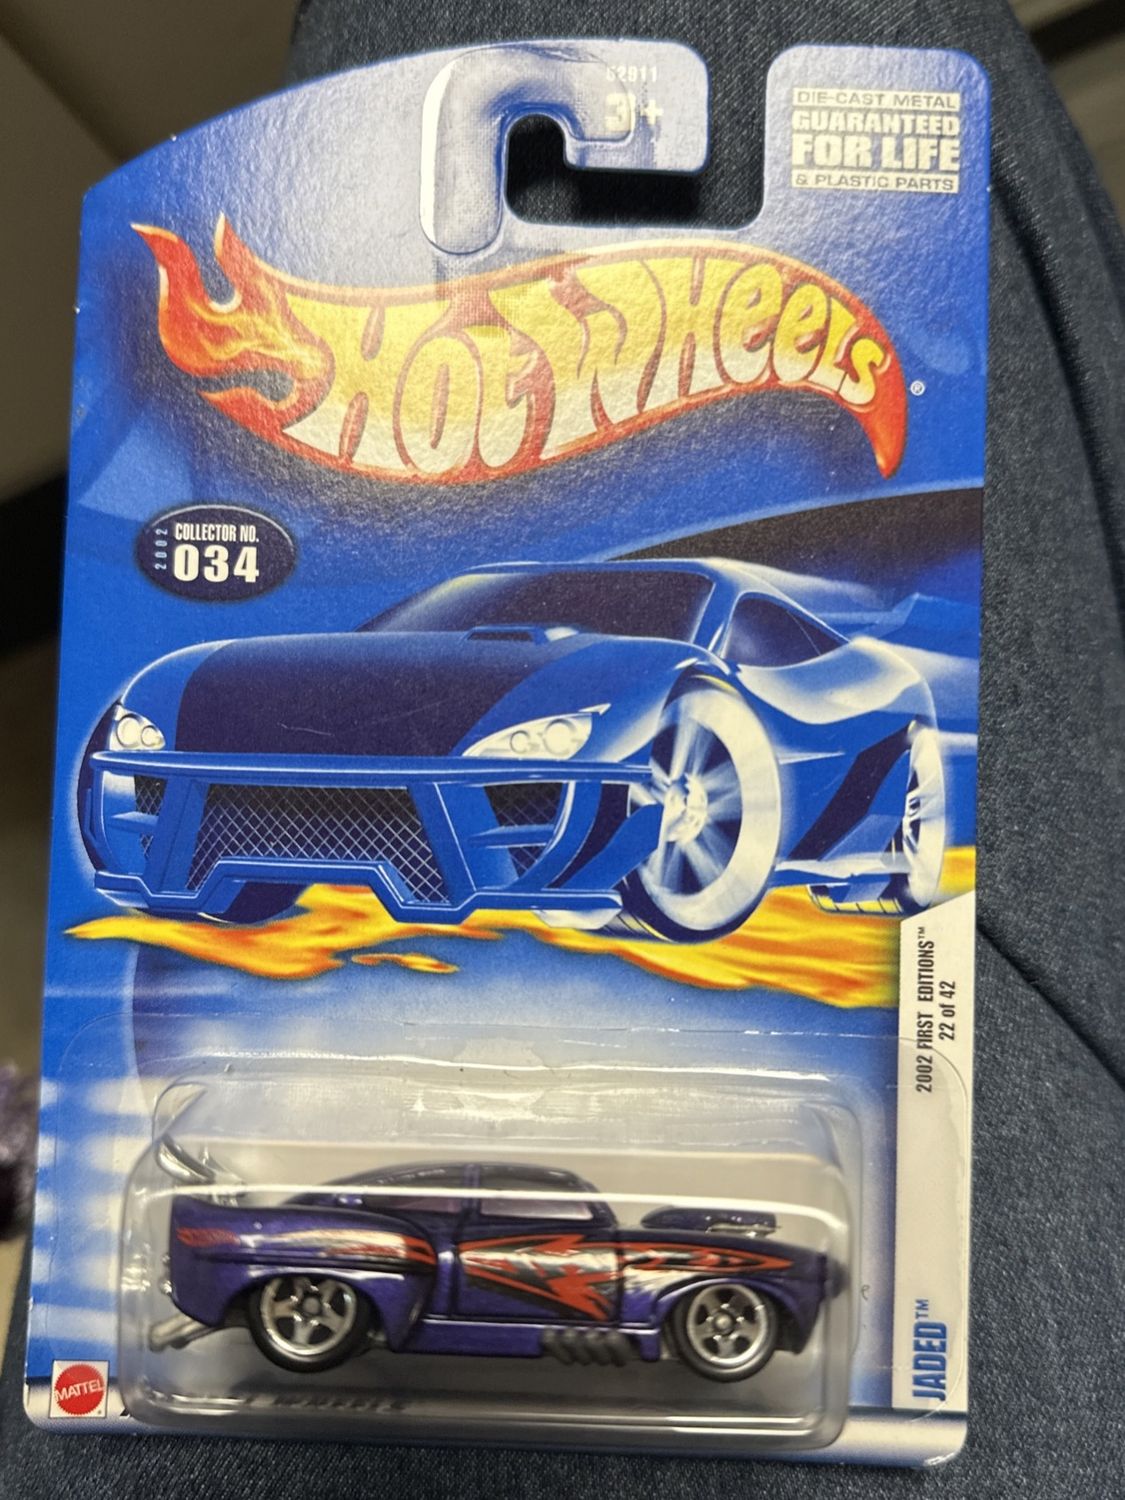 3+
DIE-CAST METAL
GUARANTEED
FOR LIFE
& PLASTIC PARTS
HOT WHEELS ®
2002
COLLECTOR NO.
034
2002 FIRST EDITIONS™
22 of 42
JADED™
MATTEL